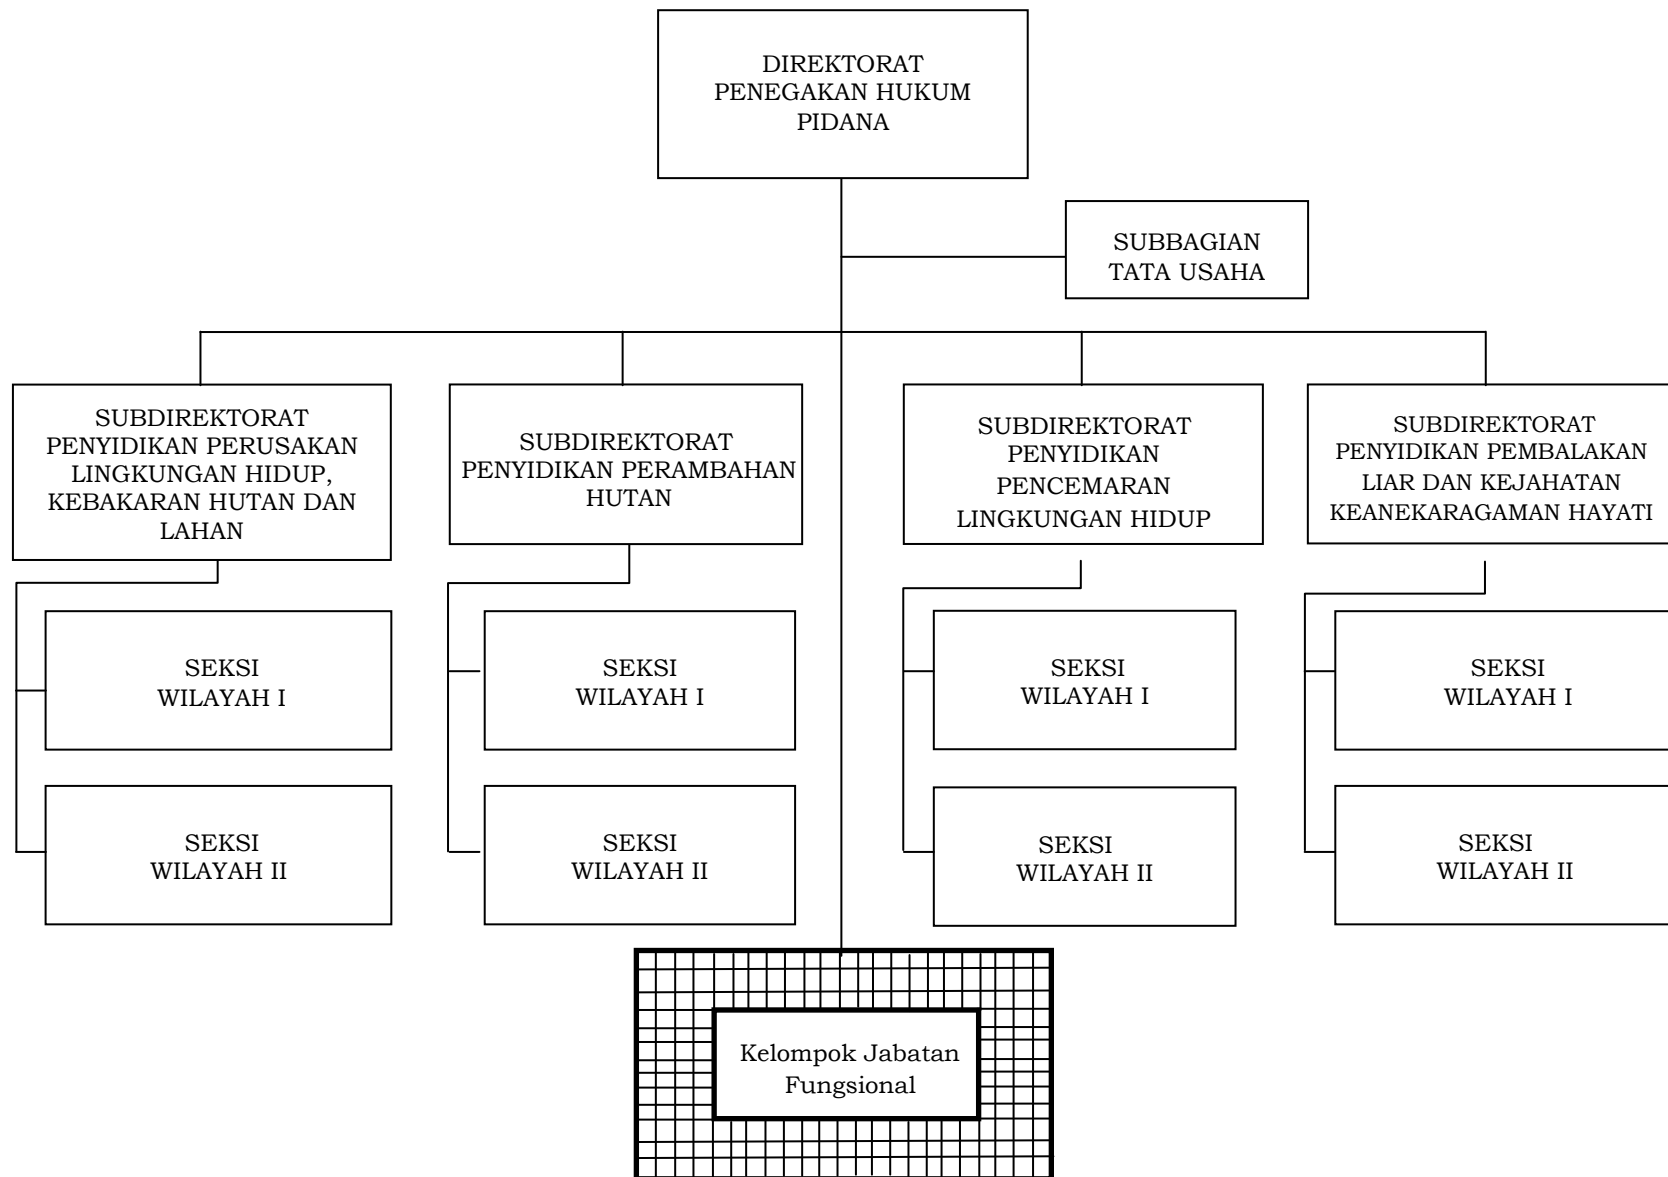 DIREKTORAT
PENEGAKAN HUKUM
PIDANA
SUBBAGIAN
TATA USAHA
SUBDIREKTORAT
PENYIDIKAN PERUSAKAN
LINGKUNGAN HIDUP,
KEBAKARAN HUTAN DAN
LAHAN
SUBDIREKTORAT
PENYIDIKAN PERAMBAHAN
HUTAN
SUBDIREKTORAT
PENYIDIKAN
PENCEMARAN
LINGKUNGAN HIDUP
SUBDIREKTORAT
PENYIDIKAN PEMBALAKAN
LIAR DAN KEJAHATAN
KEANEKARAGAMAN HAYATI
SEKSI
WILAYAH I
SEKSI
WILAYAH I
SEKSI
WILAYAH I
SEKSI
WILAYAH I
SEKSI
WILAYAH II
SEKSI
WILAYAH II
SEKSI
WILAYAH II
SEKSI
WILAYAH II
Kelompok Jabatan
Fungsional